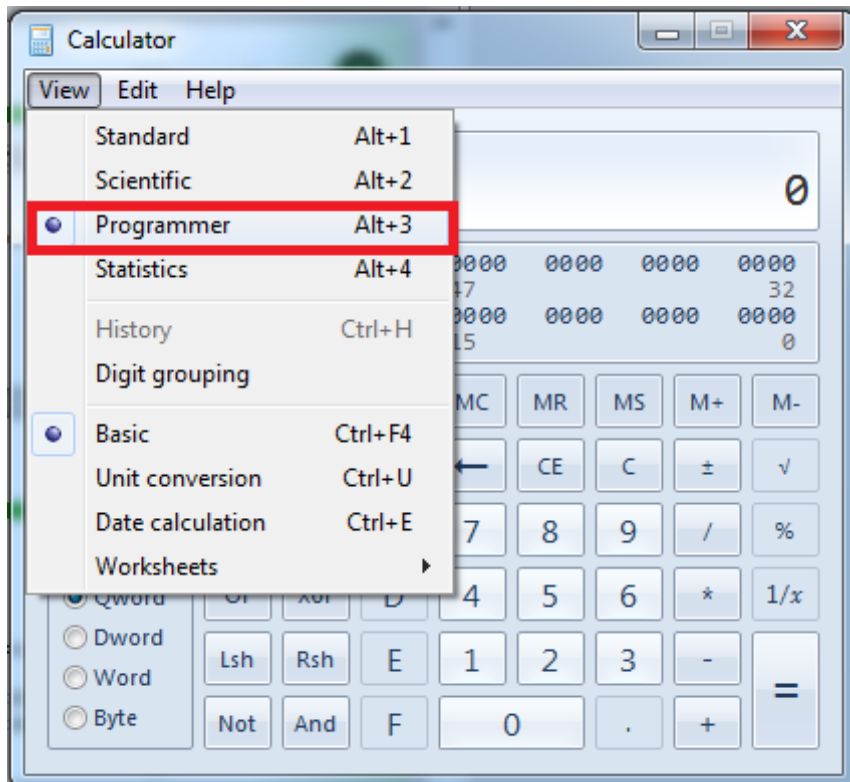 Calculator
View Edit Help
Standard Alt+1
Scientific Alt+2
Programmer Alt+3
Statistics Alt+4
History Ctrl+H
Digit grouping
Basic Ctrl+F4
Unit conversion Ctrl+U
Date calculation Ctrl+E
Worksheets
0
0000 0000 0000 0000
47 32
0000 0000 0000 0000
15 0
MC MR MS M+ M-
← CE C ± √
7 8 9 / %
Qword Or Xor D 4 5 6 * 1/x
Dword
Lsh Rsh E 1 2 3 - =
Word
Byte Not And F 0 . +